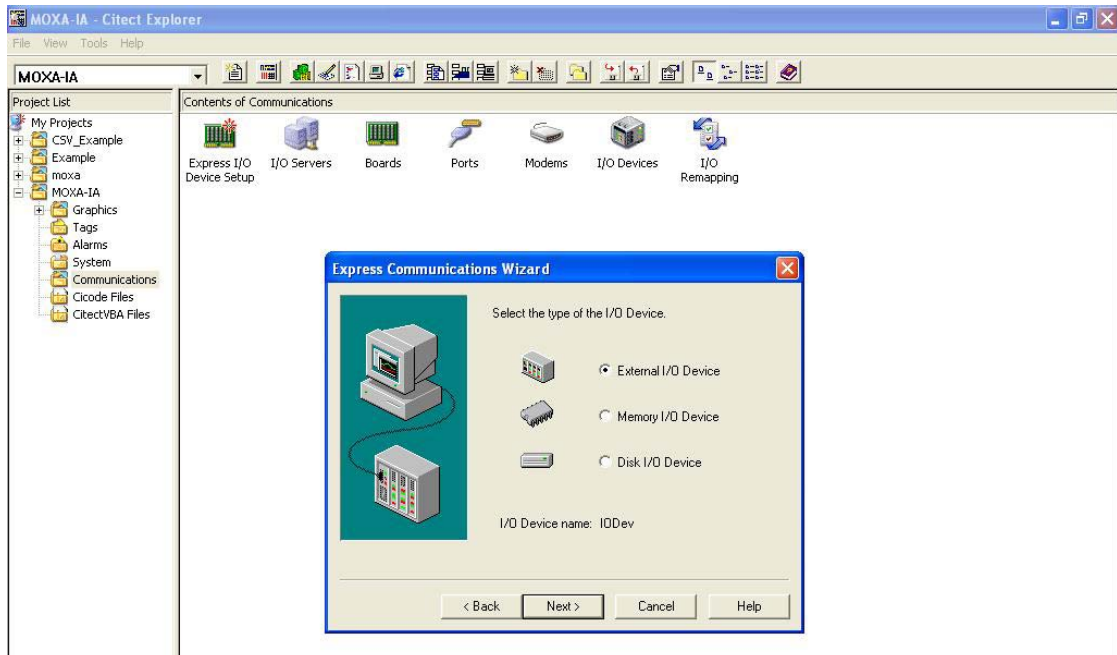 MOXA-IA - Citect Explorer
File View Tools Help
MOXA-IA
Project List
Contents of Communications
My Projects
CSV_Example
Example
moxa
MOXA-IA
Graphics
Tags
Alarms
System
Communications
Cicode Files
CitectVBA Files
Express I/O
Device Setup
I/O Servers
Boards
Ports
Modems
I/O Devices
I/O
Remapping
Express Communications Wizard
Select the type of the I/O Device.
External I/O Device
Memory I/O Device
Disk I/O Device
I/O Device name: IODev
< Back
Next >
Cancel
Help